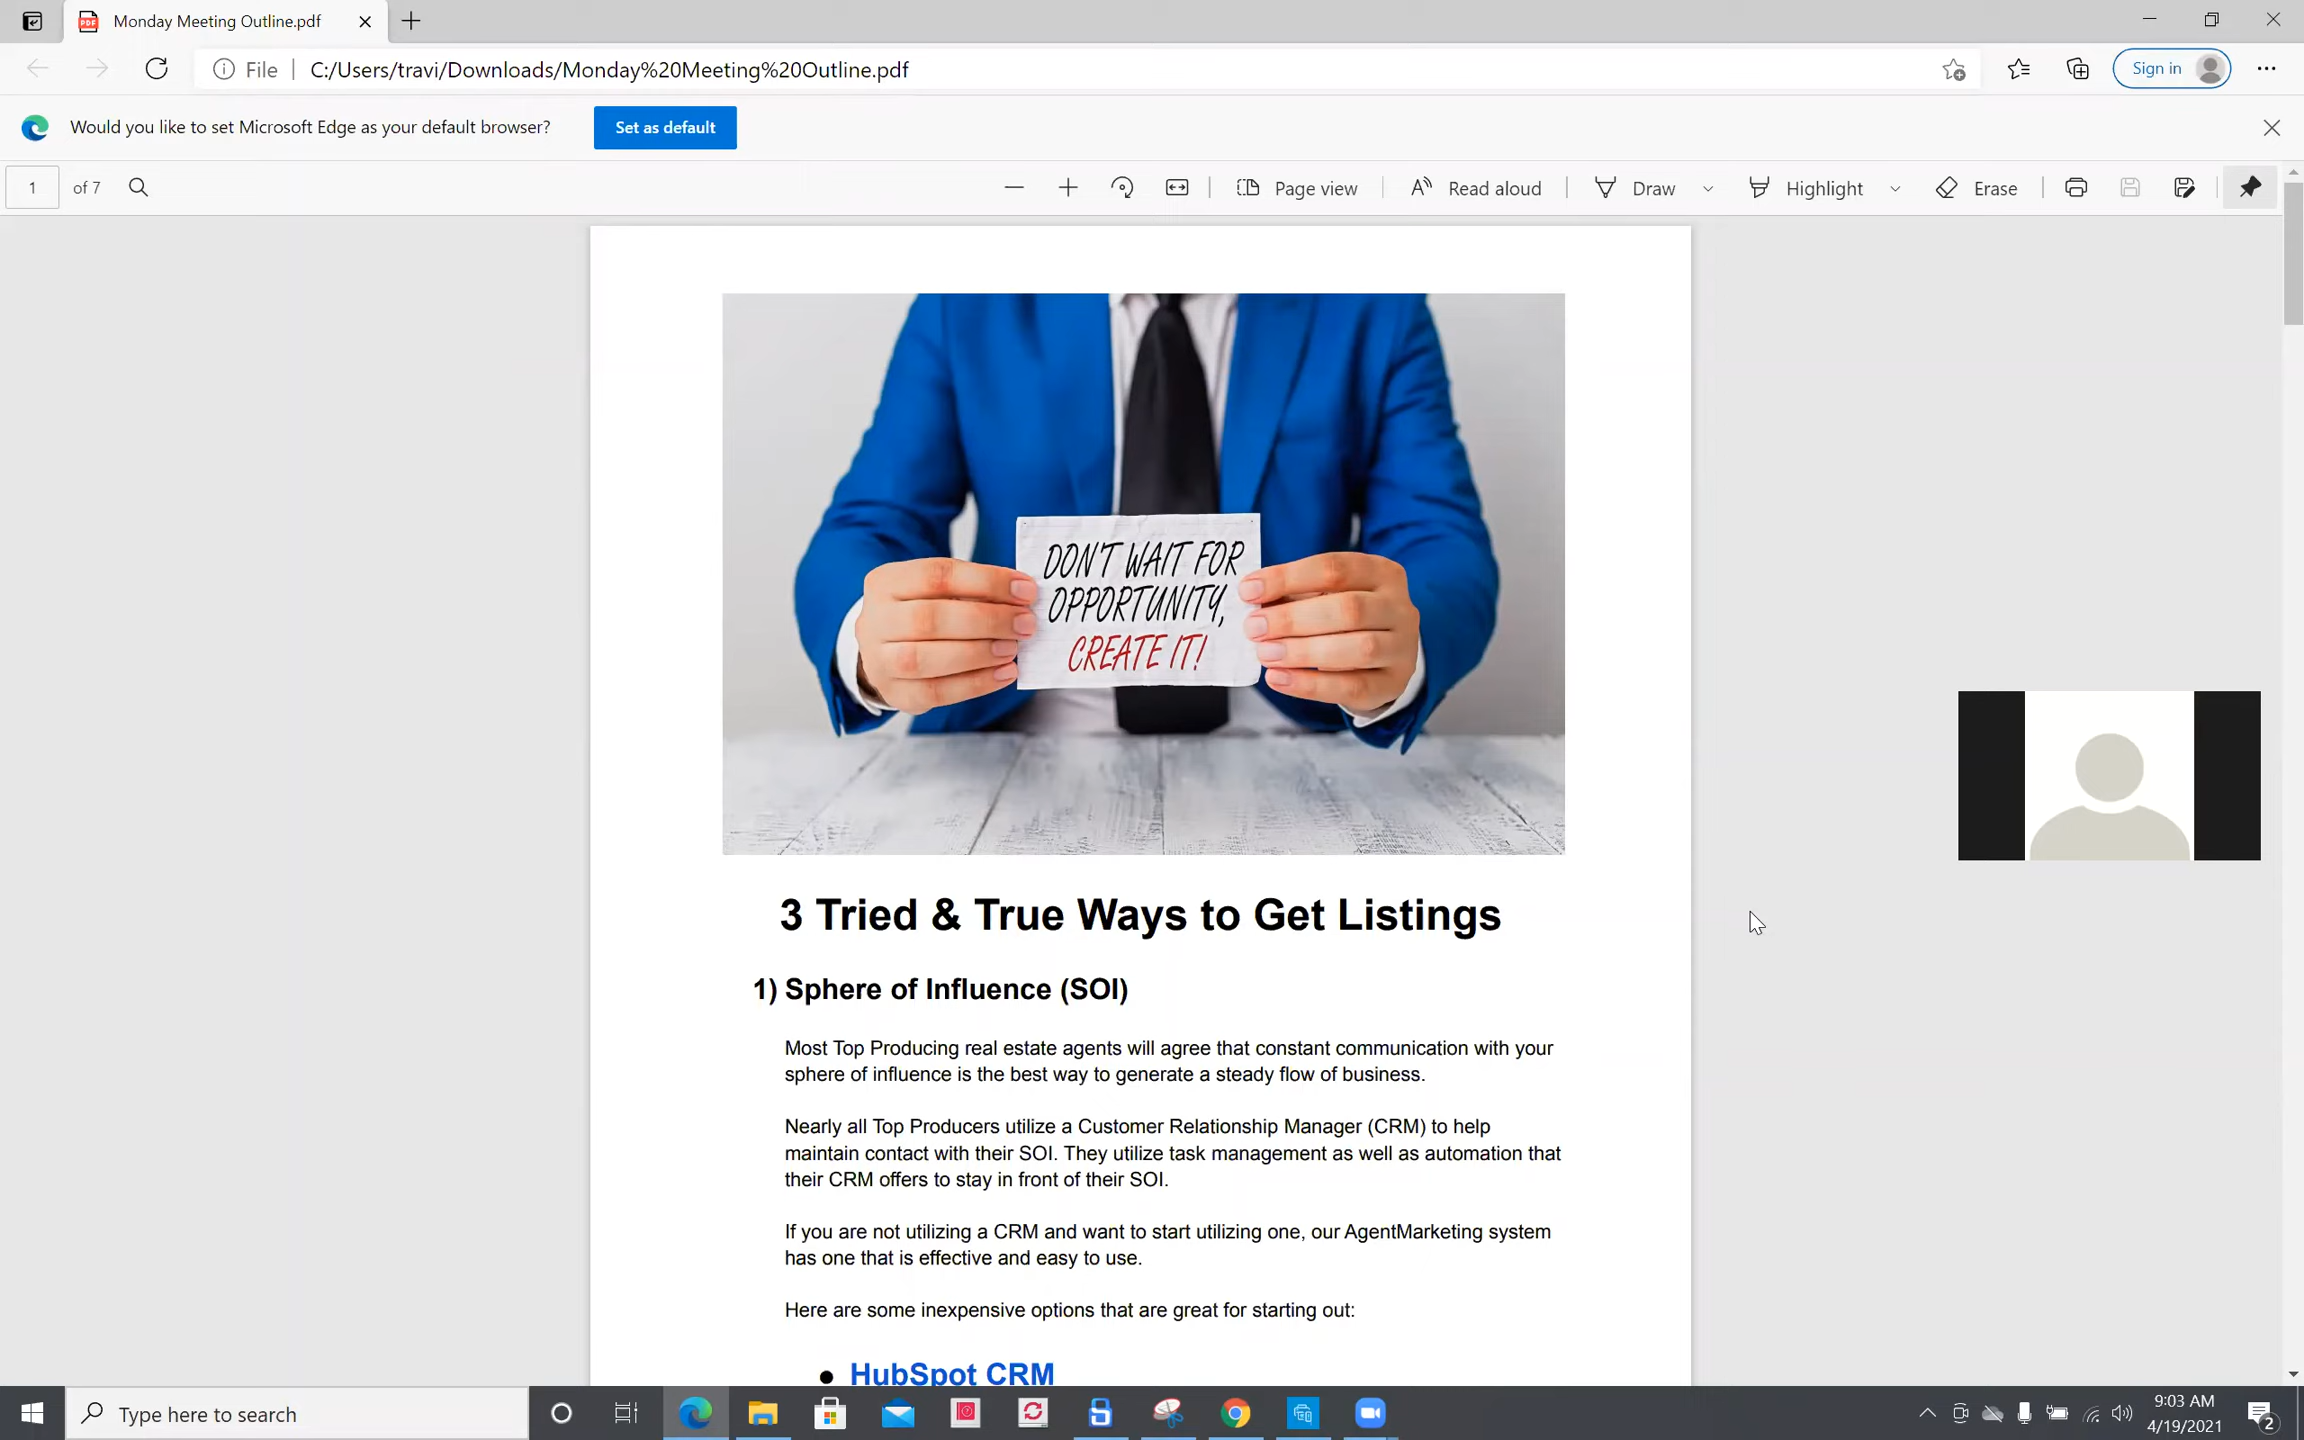 Monday Meeting Outline.pdf
File
C:/Users/travi/Downloads/Monday%20Meeting%20Outline.pdf
Sign in
Would you like to set Microsoft Edge as your default browser?
Set as default
1 of 7
Page view
Read aloud
Draw
Highlight
Erase
DON'T WAIT FOR
OPPORTUNITY,
CREATE IT!
3 Tried & True Ways to Get Listings
1) Sphere of Influence (SOI)
Most Top Producing real estate agents will agree that constant communication with your
sphere of influence is the best way to generate a steady flow of business.
Nearly all Top Producers utilize a Customer Relationship Manager (CRM) to help
maintain contact with their SOI. They utilize task management as well as automation that
their CRM offers to stay in front of their SOI.
If you are not utilizing a CRM and want to start utilizing one, our AgentMarketing system
has one that is effective and easy to use.
Here are some inexpensive options that are great for starting out:
● HubSpot CRM
Type here to search
9:03 AM
4/19/2021
2